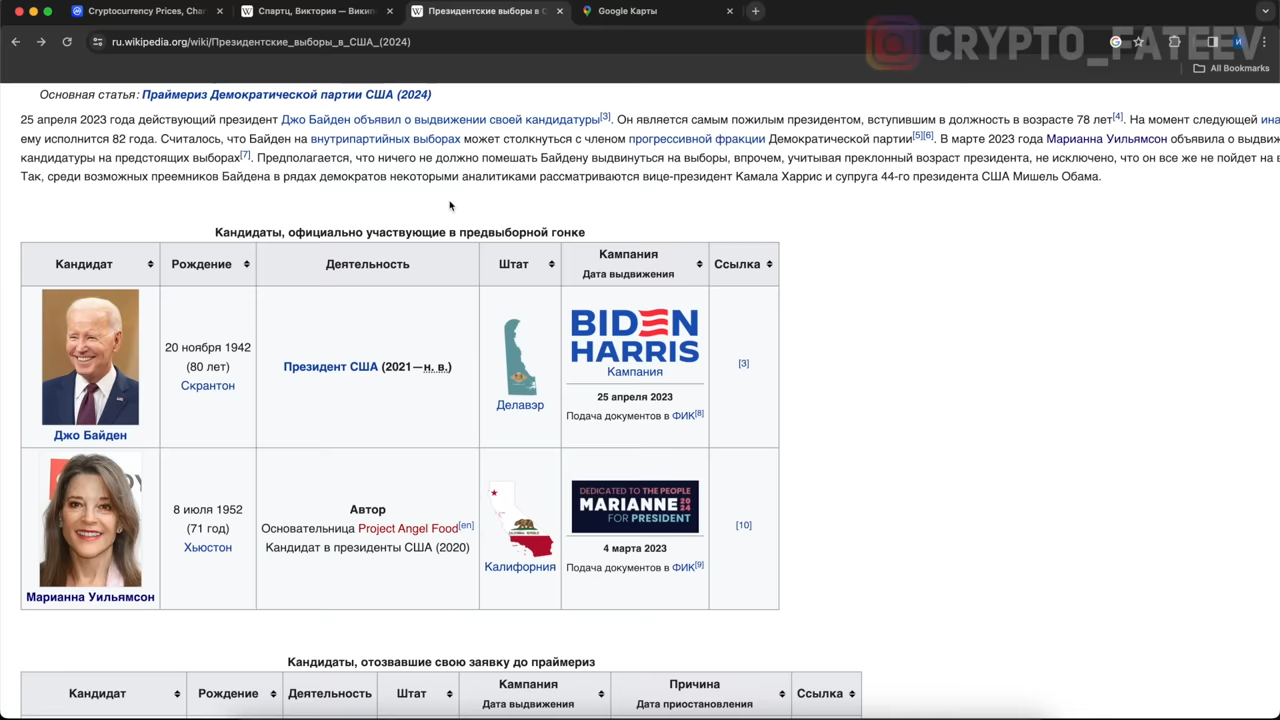 Cryptocurrency Prices, Cha
Спартц, Виктория — Викип
Президентские выборы в С
Google Карты
ru.wikipedia.org/wiki/Президентские_выборы_в_США_(2024)
CRYPTO_FATEEV
All Bookmarks
Основная статья: Праймериз Демократической партии США (2024)
25 апреля 2023 года действующий президент Джо Байден объявил о выдвижении своей кандидатуры[3]. Он является самым пожилым президентом, вступившим в должность в возрасте 78 лет[4]. На момент следующей ина
ему исполнится 82 года. Считалось, что Байден на внутрипартийных выборах может столкнуться с членом прогрессивной фракции Демократической партии[5][6]. В марте 2023 года Марианна Уильямсон объявила о выдвиж
кандидатуры на предстоящих выборах[7]. Предполагается, что ничего не должно помешать Байдену выдвинуться на выборы, впрочем, учитывая преклонный возраст президента, не исключено, что он все же не пойдет на в
Так, среди возможных преемников Байдена в рядах демократов некоторыми аналитиками рассматриваются вице-президент Камала Харрис и супруга 44-го президента США Мишель Обама.
Кандидаты, официально участвующие в предвыборной гонке
Кандидат
Рождение
Деятельность
Штат
Кампания
Дата выдвижения
Ссылка
Джо Байден
20 ноября 1942
(80 лет)
Скрантон
Президент США (2021—н. в.)
Делавэр
BIDEN
HARRIS
Кампания
25 апреля 2023
Подача документов в ФИК[8]
[3]
Марианна Уильямсон
8 июля 1952
(71 год)
Хьюстон
Автор
Основательница Project Angel Food[en]
Кандидат в президенты США (2020)
Калифорния
DEDICATED TO THE PEOPLE
MARIANNE 2024
FOR PRESIDENT
4 марта 2023
Подача документов в ФИК[9]
[10]
Кандидаты, отозвавшие свою заявку до праймериз
Кандидат
Рождение
Деятельность
Штат
Кампания
Дата выдвижения
Причина
Дата приостановления
Ссылка